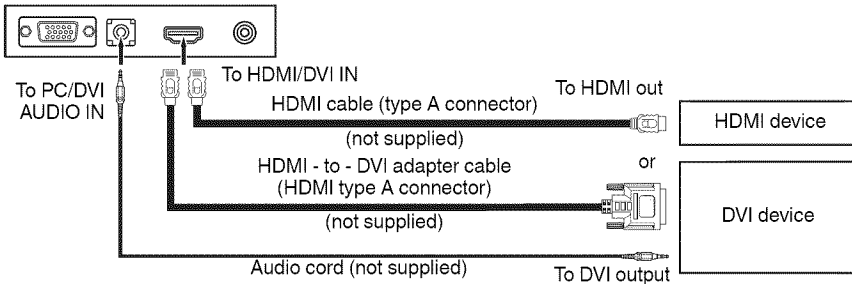 To PC/DVI
AUDIO IN
To HDMI/DVI IN
To HDMI out
HDMI cable (type A connector)
(not supplied)
HDMI device
HDMI - to - DVI adapter cable
(HDMI type A connector)
(not supplied)
or
DVI device
Audio cord (not supplied)
To DVI output